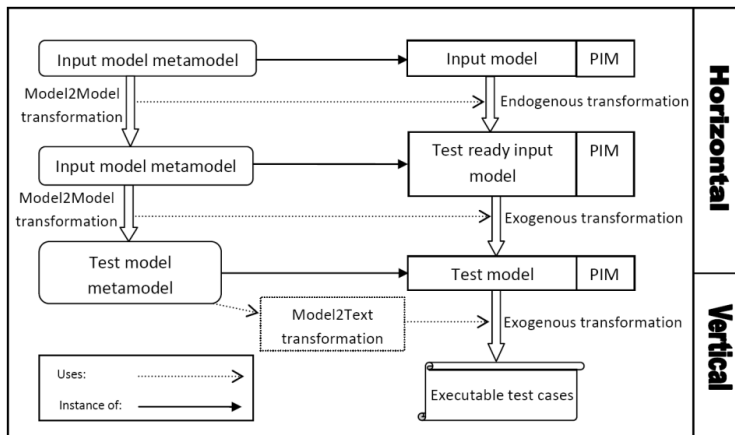 Input model metamodel
Input model
PIM
Model2Model
transformation
Endogenous transformation
Input model metamodel
Test ready input
model
PIM
Model2Model
transformation
Exogenous transformation
Test model
metamodel
Test model
PIM
Model2Text
transformation
Exogenous transformation
Executable test cases
Uses:
Instance of:
Horizontal
Vertical